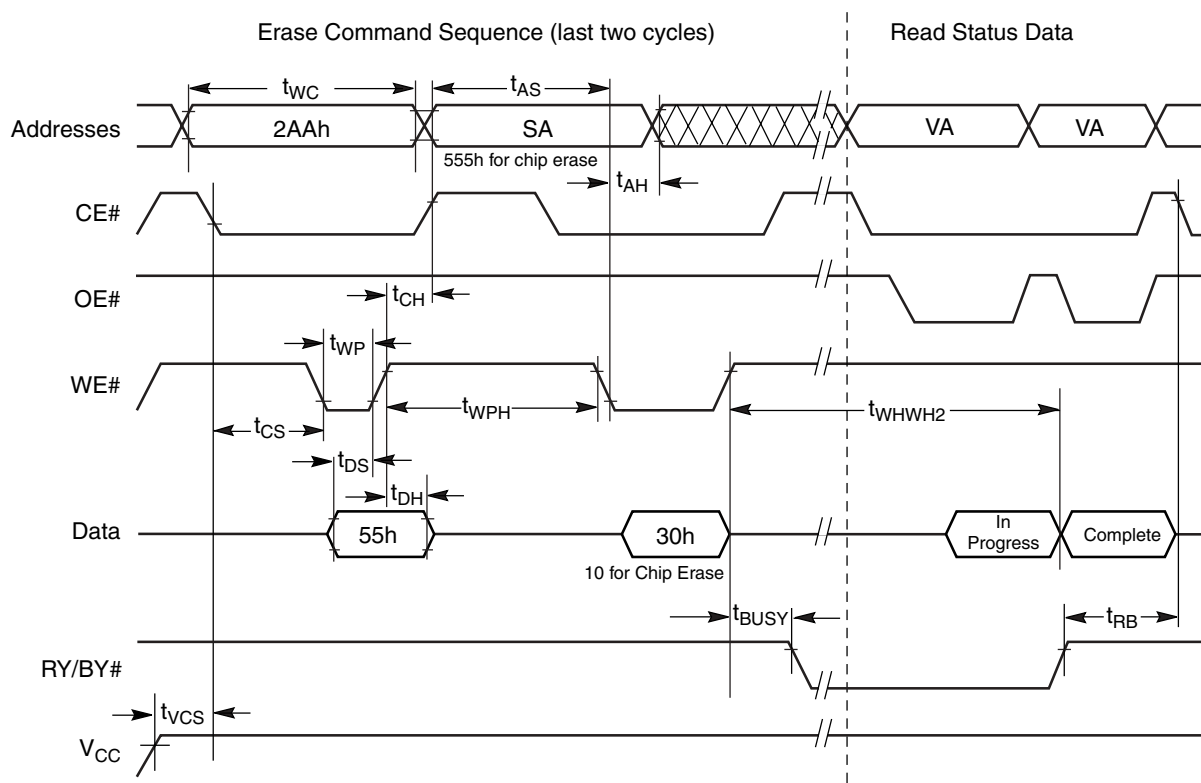 Erase Command Sequence (last two cycles)
Read Status Data
tWC
tAS
Addresses
2AAh
SA
VA
VA
555h for chip erase
tAH
CE#
OE#
tCH
tWP
WE#
tWPH
tWHWH2
tCS
tDS
tDH
Data
55h
30h
In
Progress
Complete
10 for Chip Erase
tBUSY
tRB
RY/BY#
tVCS
VCC